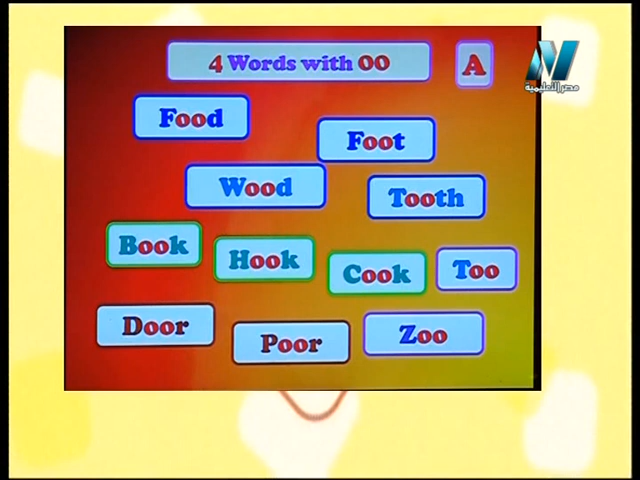 4 Words with OO
A
مصر التعليمية
Food
Foot
Wood
Tooth
Book
Hook
Cook
Too
Door
Poor
Zoo